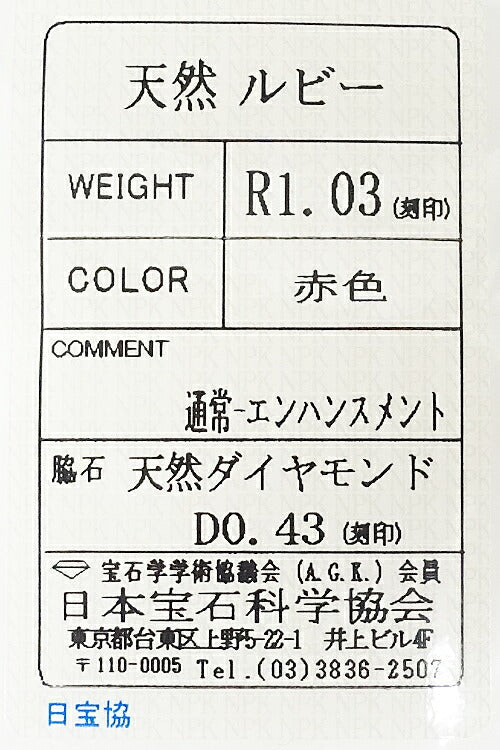 天然 ルビー
WEIGHT R1.03 (刻印)
COLOR 赤色
COMMENT
通常-エンハンスメント
脇石 天然ダイヤモンド
D0.43 (刻印)
宝石学学術協議会 (A.G.K.) 会員
日本宝石科学協会
東京都台東区上野5-22-1 井上ビル4F
〒110-0005 Tel.(03)3836-2507
日宝協